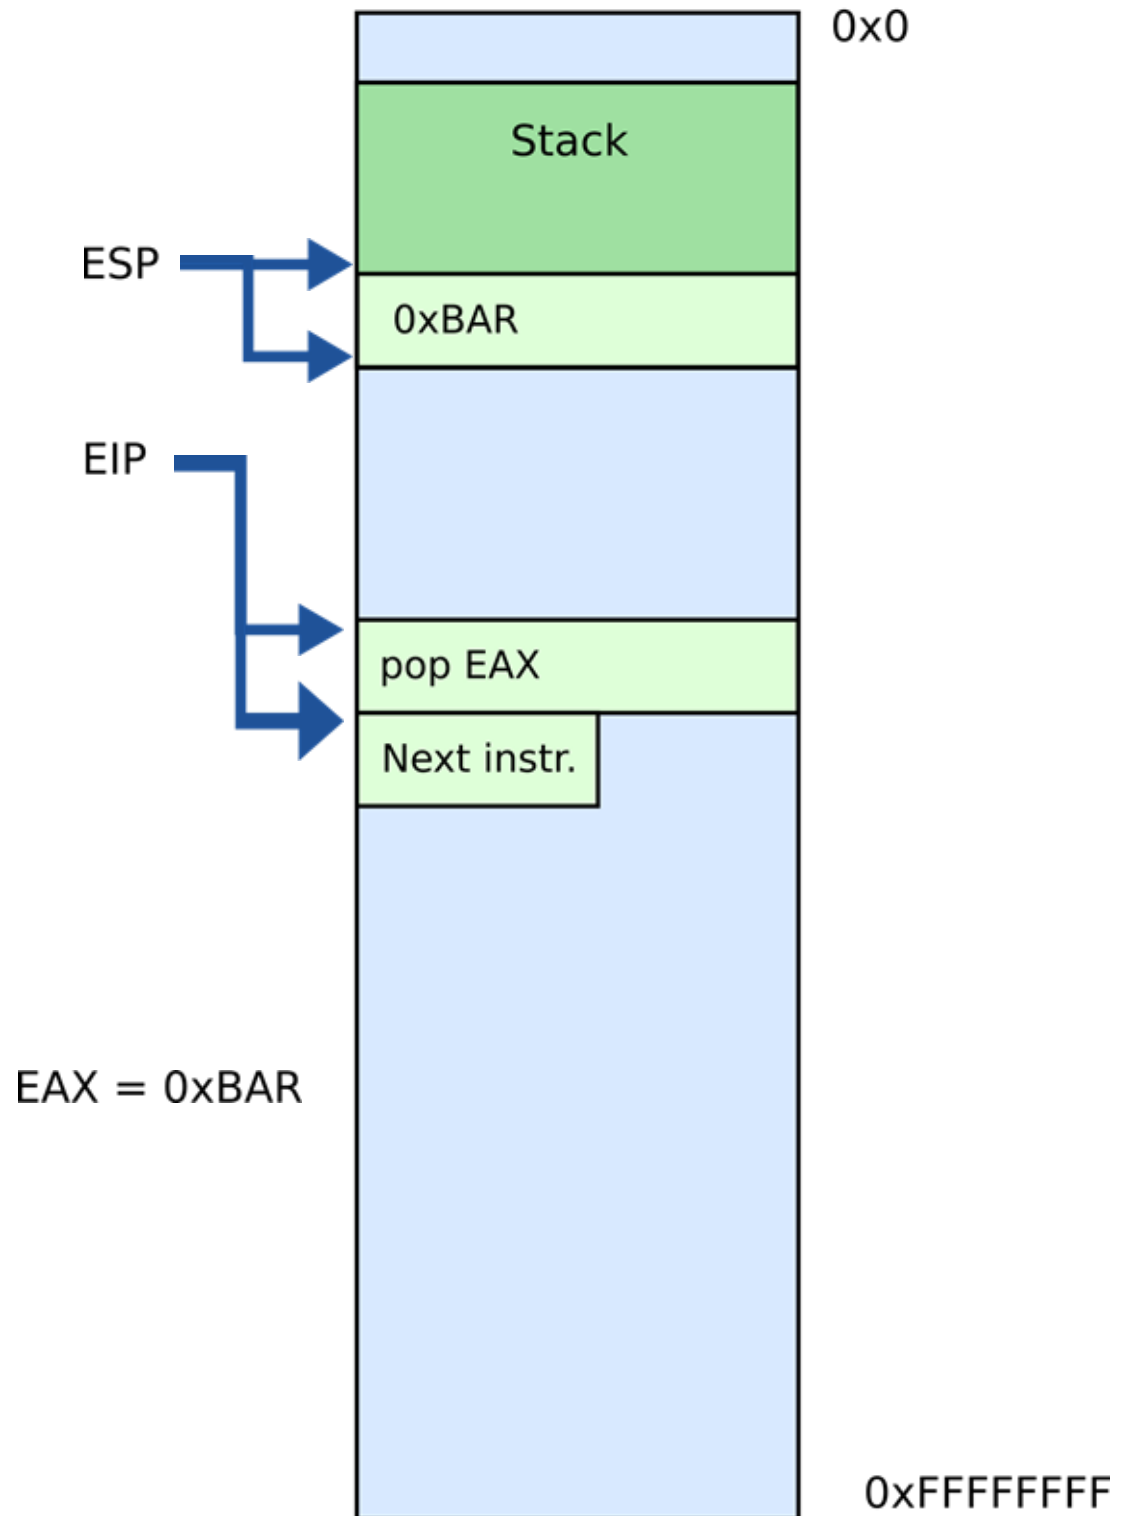 0x0
Stack
ESP
0xBAR
EIP
pop EAX
Next instr.
EAX = 0xBAR
0xFFFFFFFF